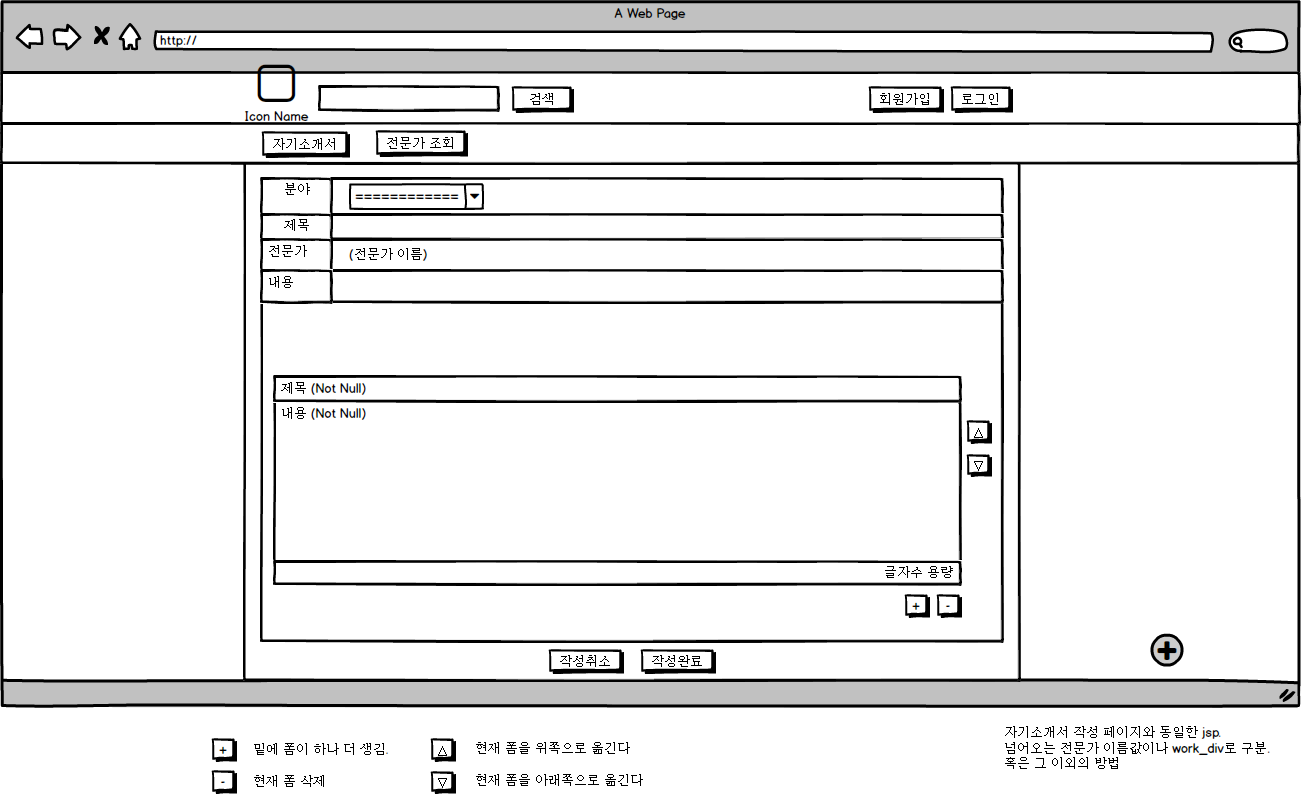 A Web Page
http://
Icon Name
검색
회원가입
로그인
자기소개서
전문가 조회
분야
============
제목
전문가
(전문가 이름)
내용
제목 (Not Null)
내용 (Not Null)
△
▽
글자수 용량
+
-
작성취소
작성완료
+ 밑에 폼이 하나 더 생김.
- 현재 폼 삭제
△ 현재 폼을 위쪽으로 옮긴다
▽ 현재 폼을 아래쪽으로 옮긴다
자기소개서 작성 페이지와 동일한 jsp.
넘어오는 전문가 이름값이나 work_div로 구분.
혹은 그 이외의 방법